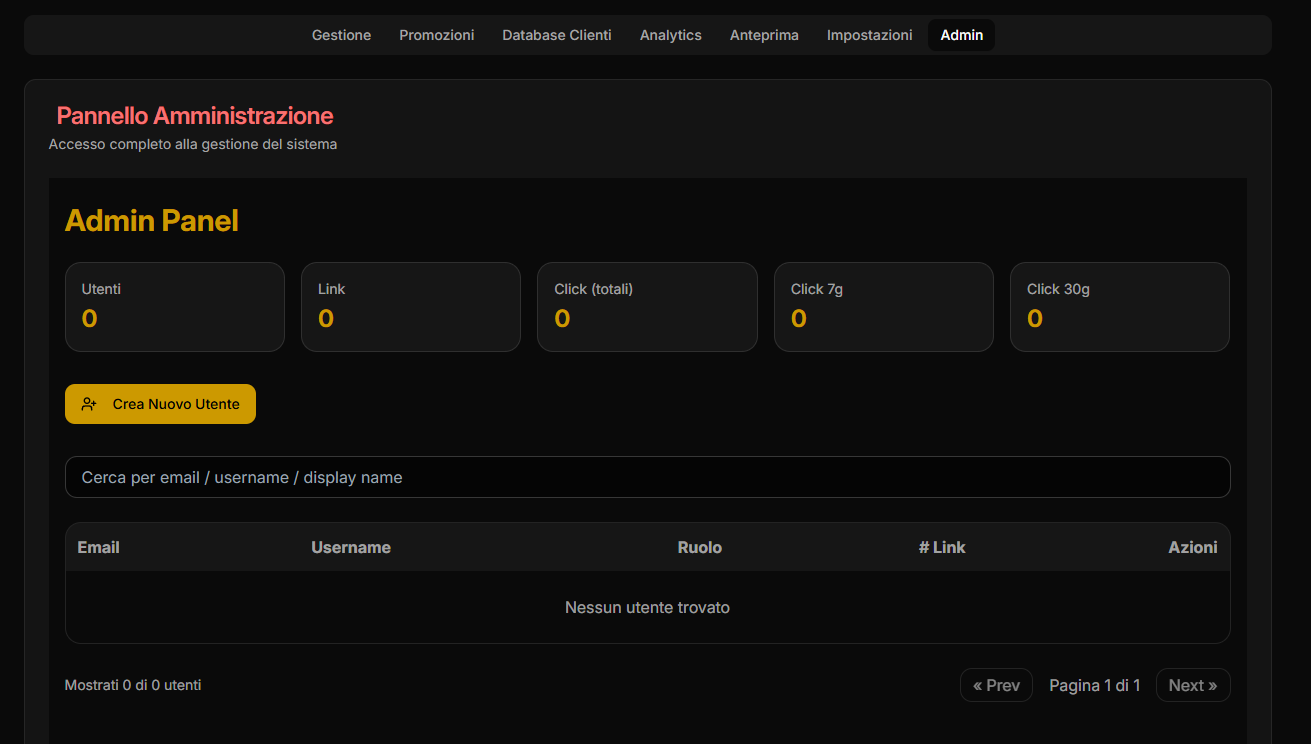 Gestione Promozioni Database Clienti Analytics Anteprima Impostazioni Admin
Pannello Amministrazione
Accesso completo alla gestione del sistema
Admin Panel
Utenti Link Click (totali) Click 7g Click 30g
0 0 0 0 0
Crea Nuovo Utente
Cerca per email / username / display name
Email Username Ruolo # Link Azioni
Nessun utente trovato
Mostrati 0 di 0 utenti « Prev Pagina 1 di 1 Next »